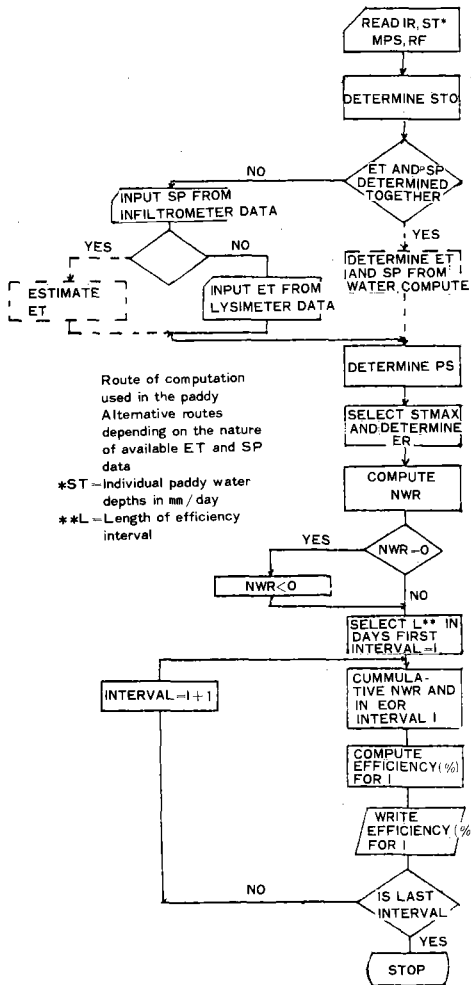 READ IR, ST*
MPS, RF
DETERMINE STO
ET AND SP
DETERMINED
TOGETHER
NO
INPUT SP FROM
INFILTROMETER DATA
YES
YES
NO
DETERMINE ET
AND SP FROM
WATER COMPUTE
ESTIMATE
ET
INPUT ET FROM
LYSIMETER DATA
DETERMINE PS
Route of computation
used in the paddy
Alternative routes
depending on the nature
of available ET and SP
data
*ST—Individual paddy water
depths in mm/day
**L—Length of efficiency
interval
SELECT STMAX
AND DETERMINE
ER
COMPUTE
NWR
YES
NWR—O
NWR<O
NO
SELECT L** IN
DAYS FIRST
INTERVAL=I
INTERVAL=I+1
CUMMULA-
TIVE NWR AND
IN EOR
INTERVAL I
COMPUTE
EFFICIENCY(%)
FOR I
WRITE
EFFICIENCY(%
FOR I
NO
IS LAST
INTERVAL
YES
STOP